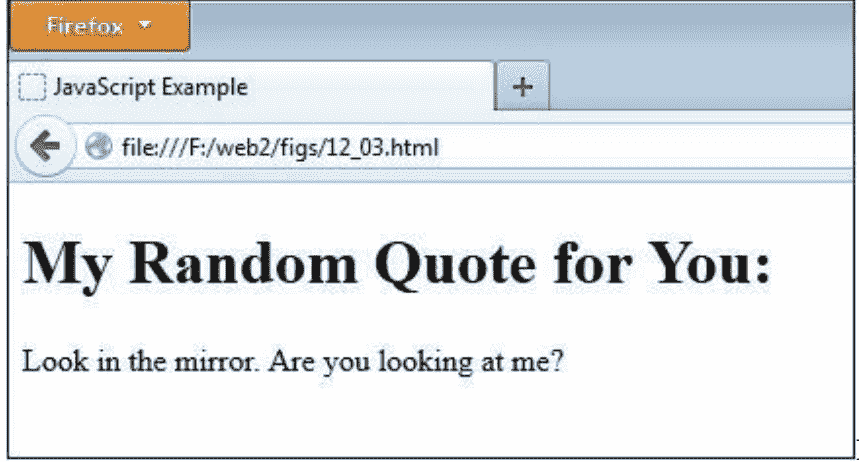 Firefox
JavaScript Example
file:///F:/web2/figs/12_03.html
My Random Quote for You:
Look in the mirror. Are you looking at me?